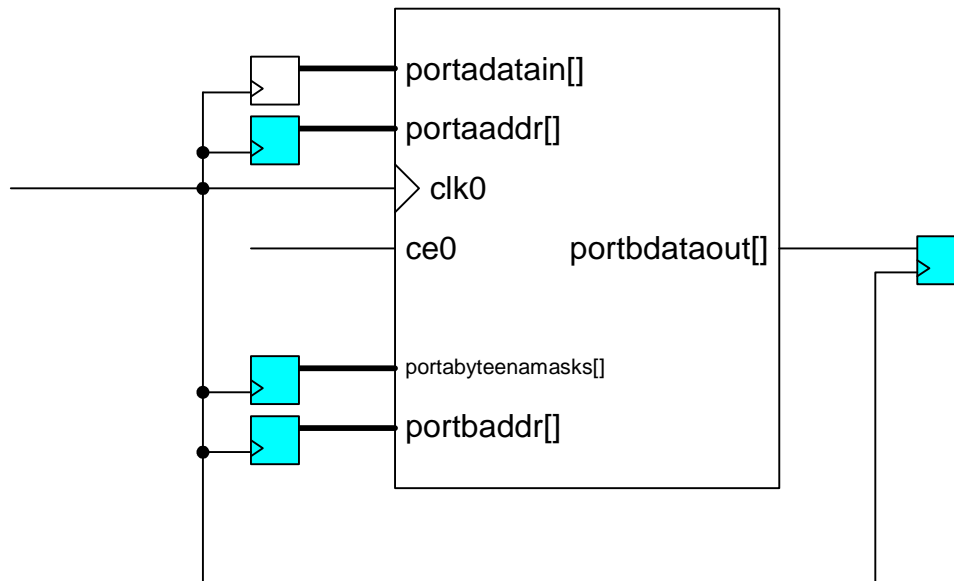 portadatain[]
portaaddr[]
clk0
ce0
portbdataout[]
portabyteenamasks[]
portbaddr[]